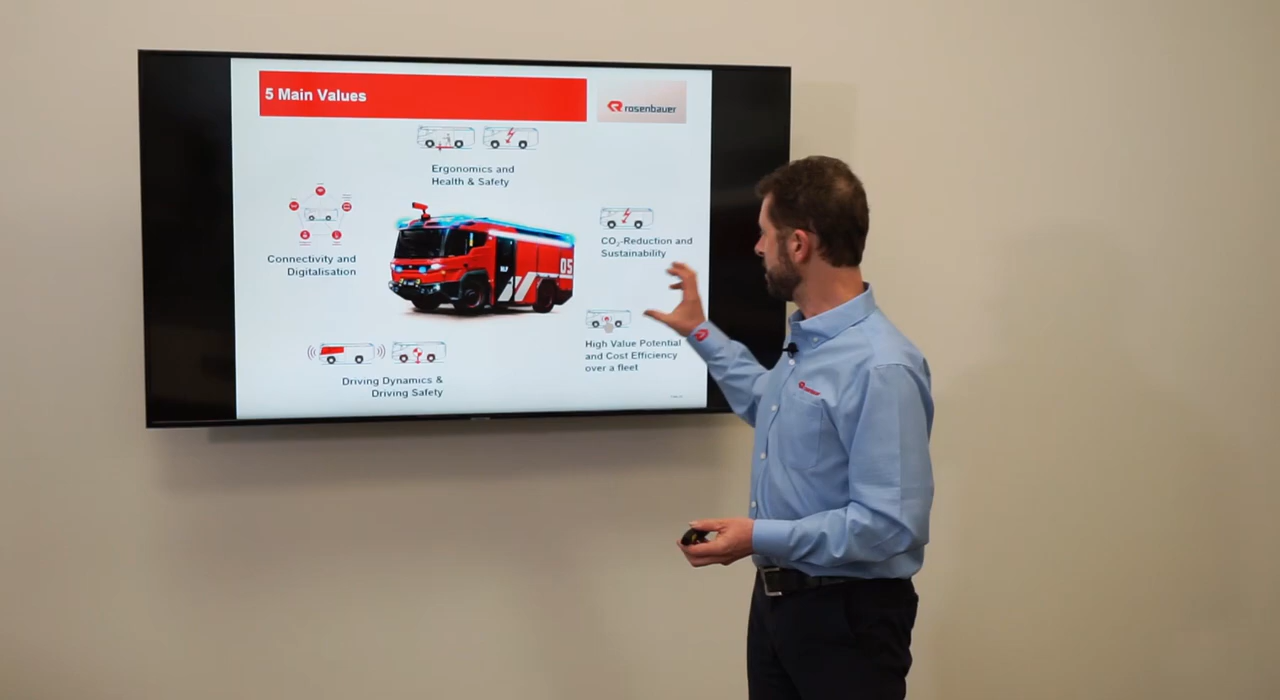 5 Main Values
rosenbauer
Ergonomics and
Health & Safety
CO₂-Reduction and
Sustainability
Connectivity and
Digitalisation
05
High Value Potential
and Cost Efficiency
over a fleet
Driving Dynamics &
Driving Safety
rosenbauer